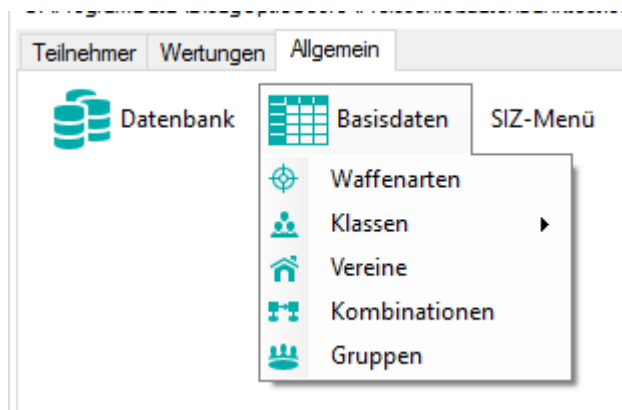 Teilnehmer Wertungen Allgemein
Datenbank Basisdaten SIZ-Menü
Waffenarten
Klassen
Vereine
Kombinationen
Gruppen